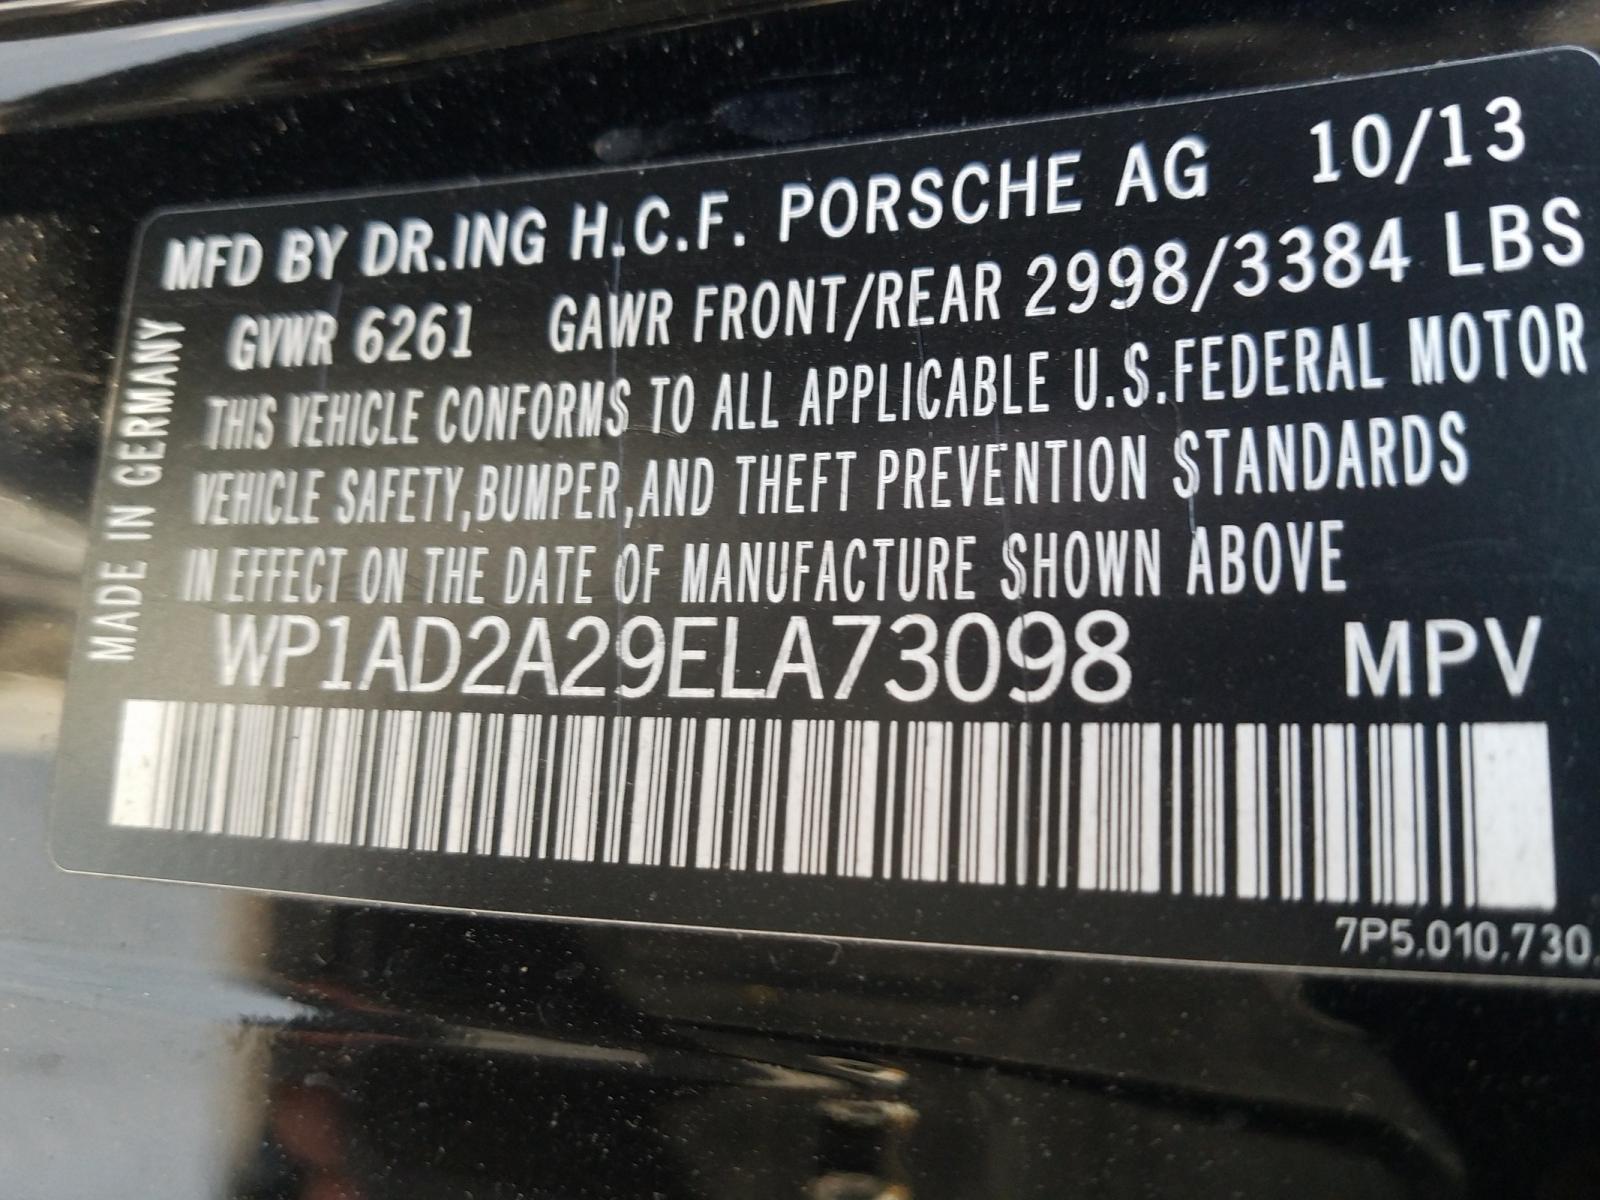 MFD BY DR.ING H.C.F. PORSCHE AG 10/13
GVWR 6261 GAWR FRONT/REAR 2998/3384 LBS
THIS VEHICLE CONFORMS TO ALL APPLICABLE U.S.FEDERAL MOTOR
VEHICLE SAFETY,BUMPER,AND THEFT PREVENTION STANDARDS
IN EFFECT ON THE DATE OF MANUFACTURE SHOWN ABOVE
WP1AD2A29ELA73098 MPV
7P5.010.730.
MADE IN GERMANY